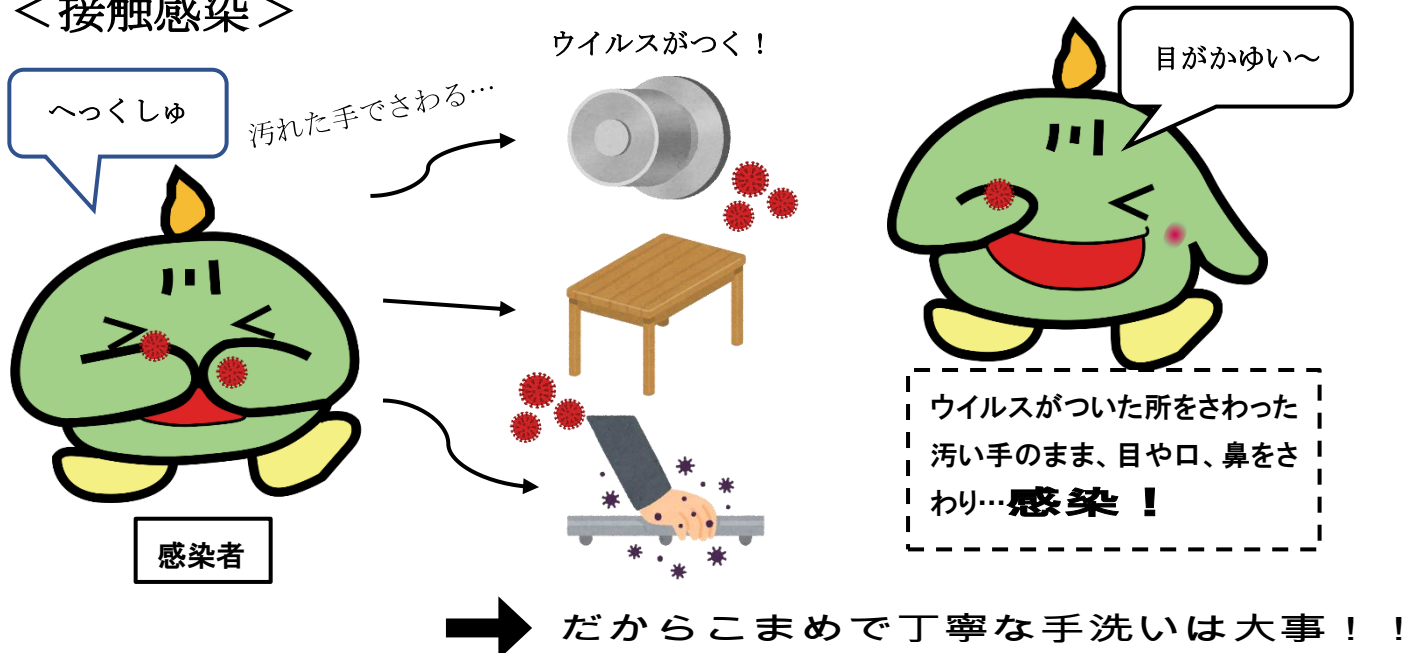 ＜接触感染＞
へっくしゅ
汚れた手でさわる…
ウイルスがつく！
目がかゆい～
感染者
ウイルスがついた所をさわった
汚い手のまま、目や口、鼻をさ
わり…感染！
だからこまめで丁寧な手洗いは大事！！